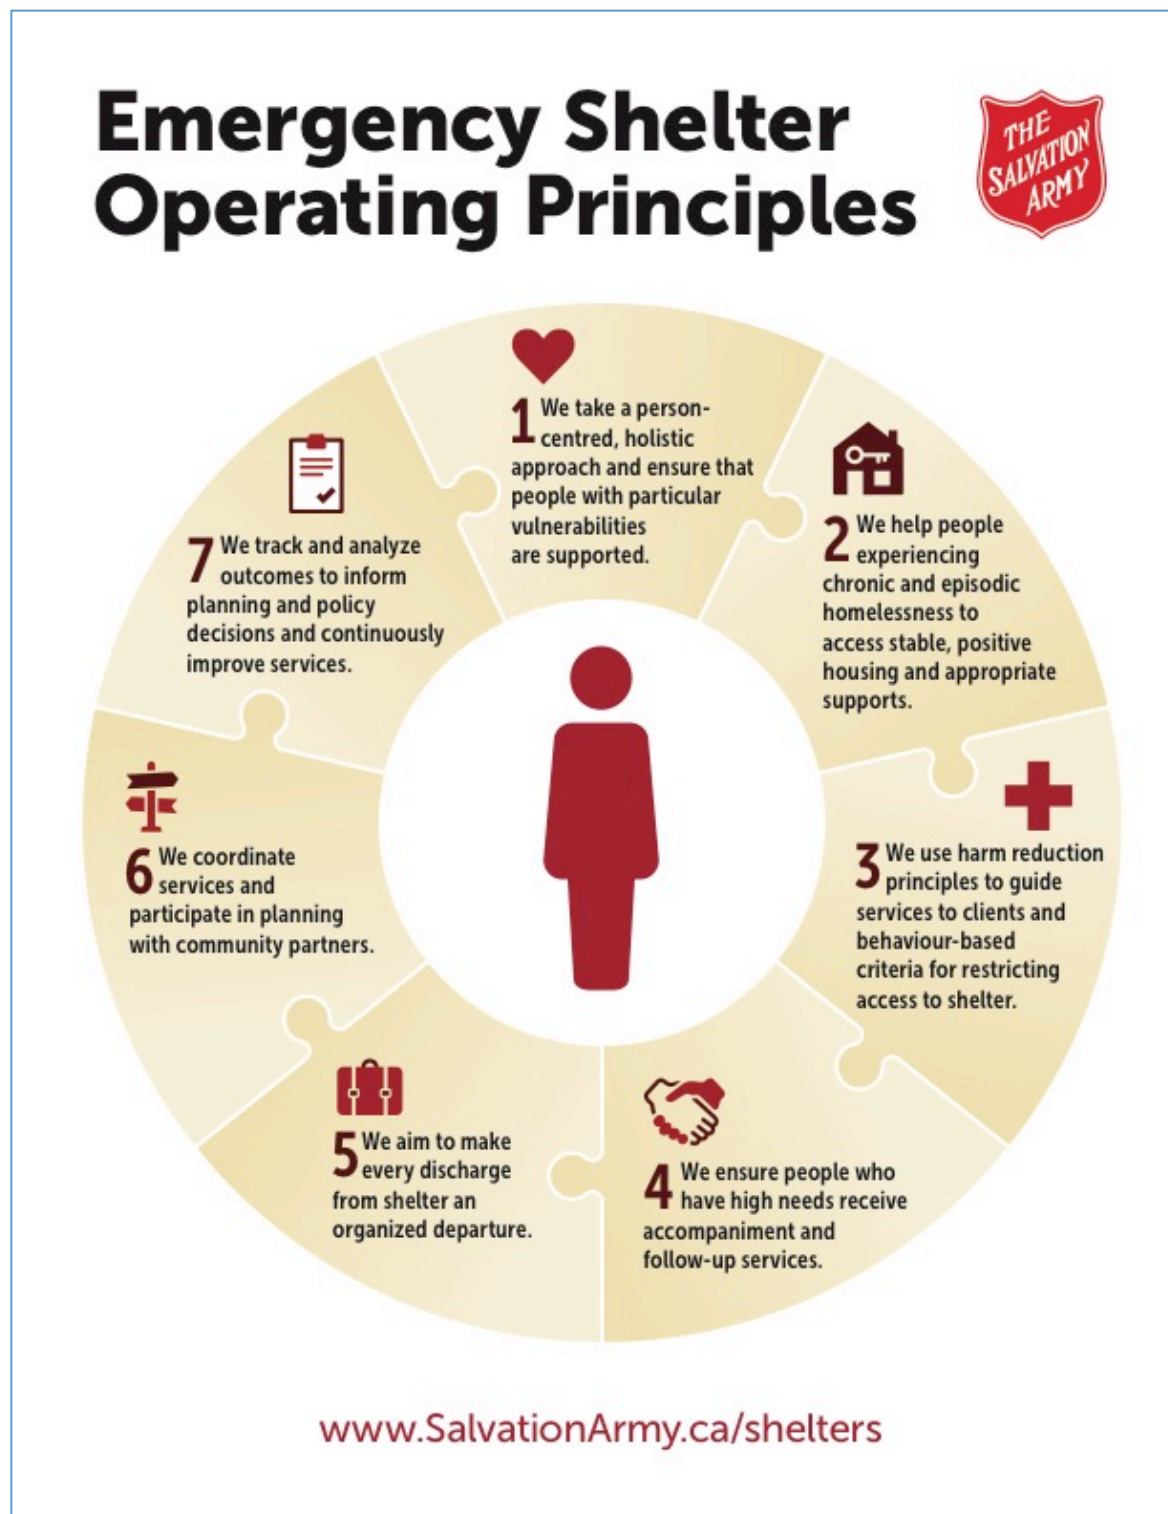 Emergency Shelter
Operating Principles
THE
SALVATION
ARMY
1 We take a person-
centred, holistic
approach and ensure that
people with particular
vulnerabilities
are supported.
2 We help people
experiencing
chronic and episodic
homelessness to
access stable, positive
housing and appropriate
supports.
3 We use harm reduction
principles to guide
services to clients and
behaviour-based
criteria for restricting
access to shelter.
4 We ensure people who
have high needs receive
accompaniment and
follow-up services.
5 We aim to make
every discharge
from shelter an
organized departure.
6 We coordinate
services and
participate in planning
with community partners.
7 We track and analyze
outcomes to inform
planning and policy
decisions and continuously
improve services.
www.SalvationArmy.ca/shelters